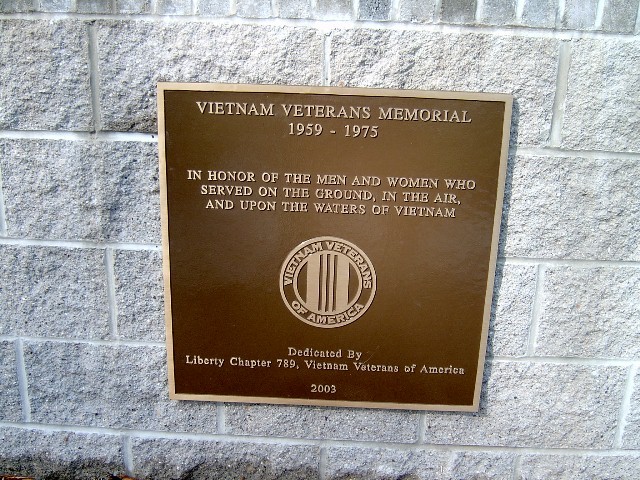 VIETNAM VETERANS MEMORIAL
1959 - 1975
IN HONOR OF THE MEN AND WOMEN WHO
SERVED ON THE GROUND, IN THE AIR,
AND UPON THE WATERS OF VIETNAM
VIETNAM VETERANS
OF AMERICA
Dedicated By
Liberty Chapter 789, Vietnam Veterans of America
2003